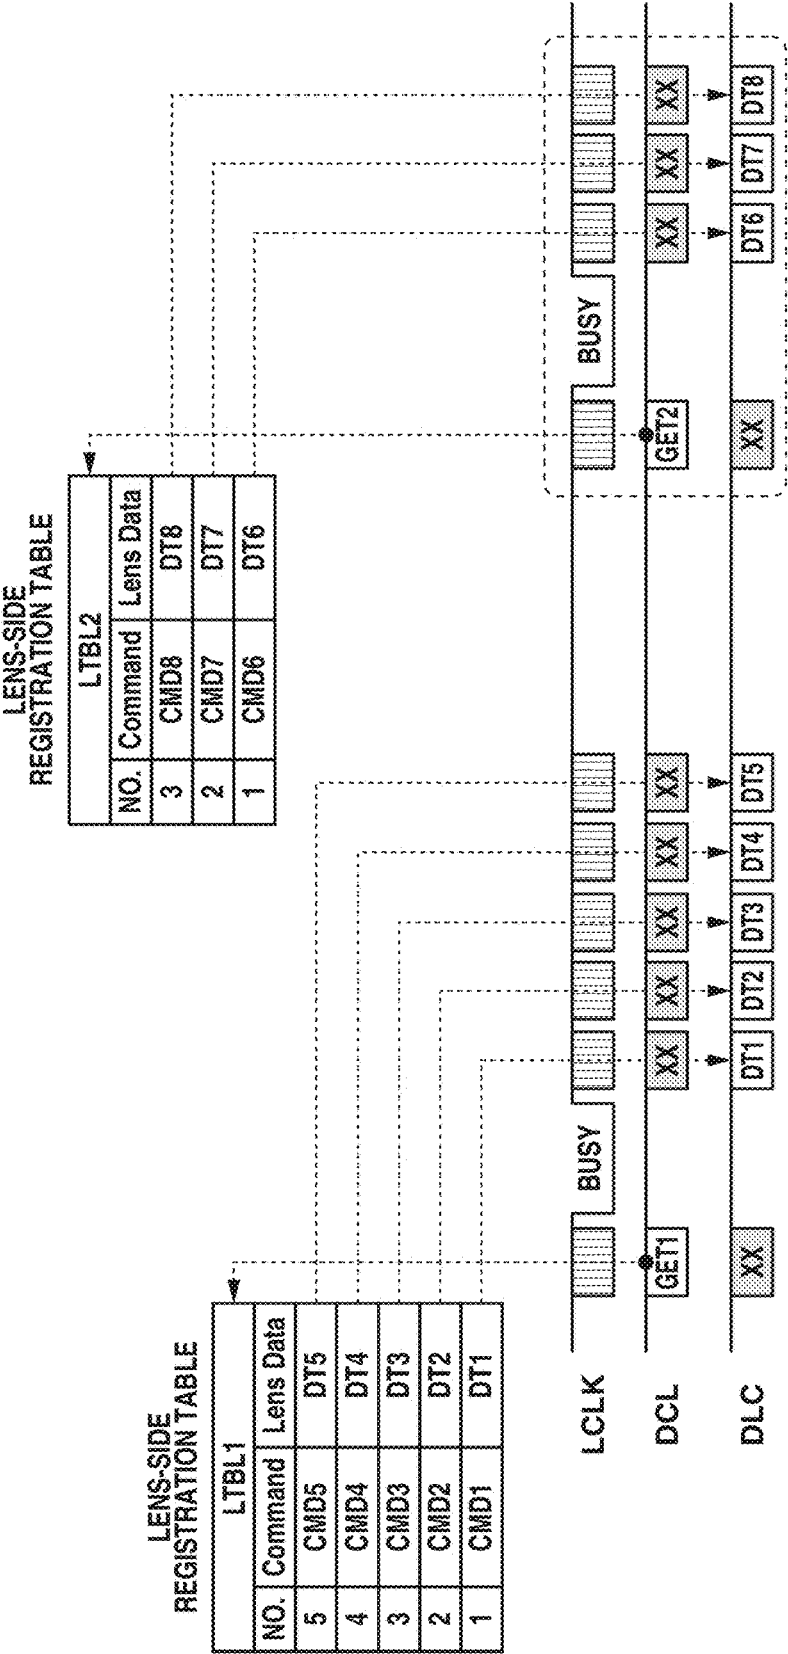 LENS-SIDE
REGISTRATION TABLE
LTBL1
NO. Command Lens Data
5 CMD5 DT5
4 CMD4 DT4
3 CMD3 DT3
2 CMD2 DT2
1 CMD1 DT1
LENS-SIDE
REGISTRATION TABLE
LTBL2
NO. Command Lens Data
3 CMD8 DT8
2 CMD7 DT7
1 CMD6 DT6
LCLK BUSY BUSY
DCL GET1 XX XX XX XX XX GET2 XX XX XX
DLC XX DT1 DT2 DT3 DT4 DT5 XX DT6 DT7 DT8